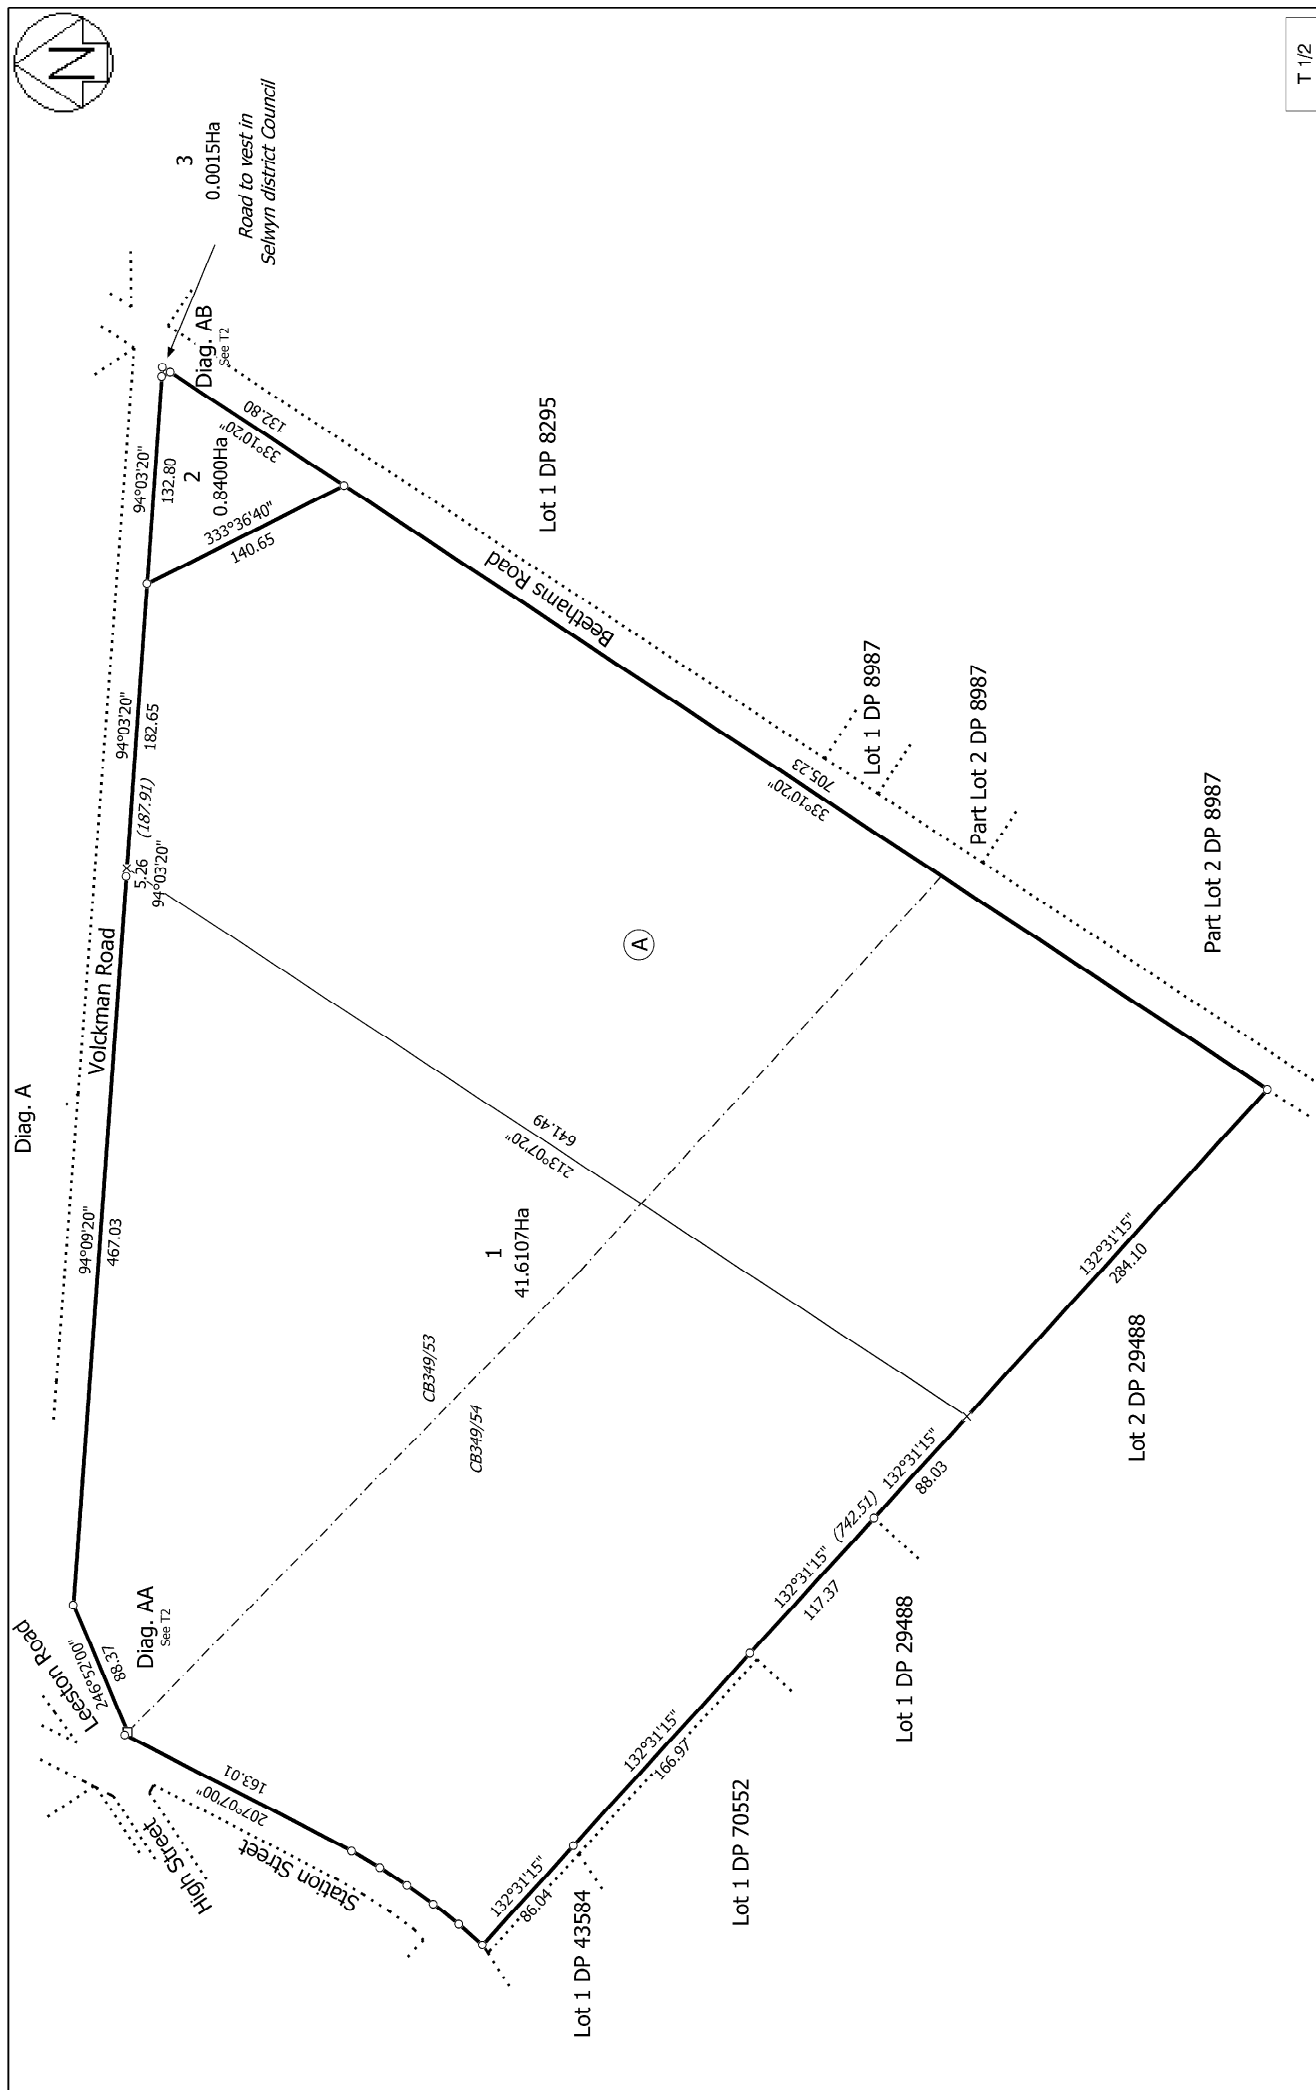 N
T 1/2
Diag. A
3
0.0015Ha
Road to vest in
Selwyn district Council
Leeston Road
246°52'00"
88.37
Diag. AA
See T2
94°09'20"
467.03
Volckman Road
5.26
94°03'20"
(187.91)
94°03'20"
182.65
94°03'20"
132.80
2
0.8400Ha
333°36'40"
140.65
33°10'20"
132.80
Diag. AB
See T2
Lot 1 DP 8295
Beethams Road
High Street
Station Street
207°07'00"
163.01
CB349/53
CB349/54
1
41.6107Ha
213°07'20"
641.49
A
33°10'20"
705.23
Lot 1 DP 8987
Part Lot 2 DP 8987
Part Lot 2 DP 8987
132°31'15"
86.04
132°31'15"
166.97
132°31'15"
117.37
(742.51)
132°31'15"
88.03
132°31'15"
284.10
Lot 1 DP 43584
Lot 1 DP 70552
Lot 1 DP 29488
Lot 2 DP 29488